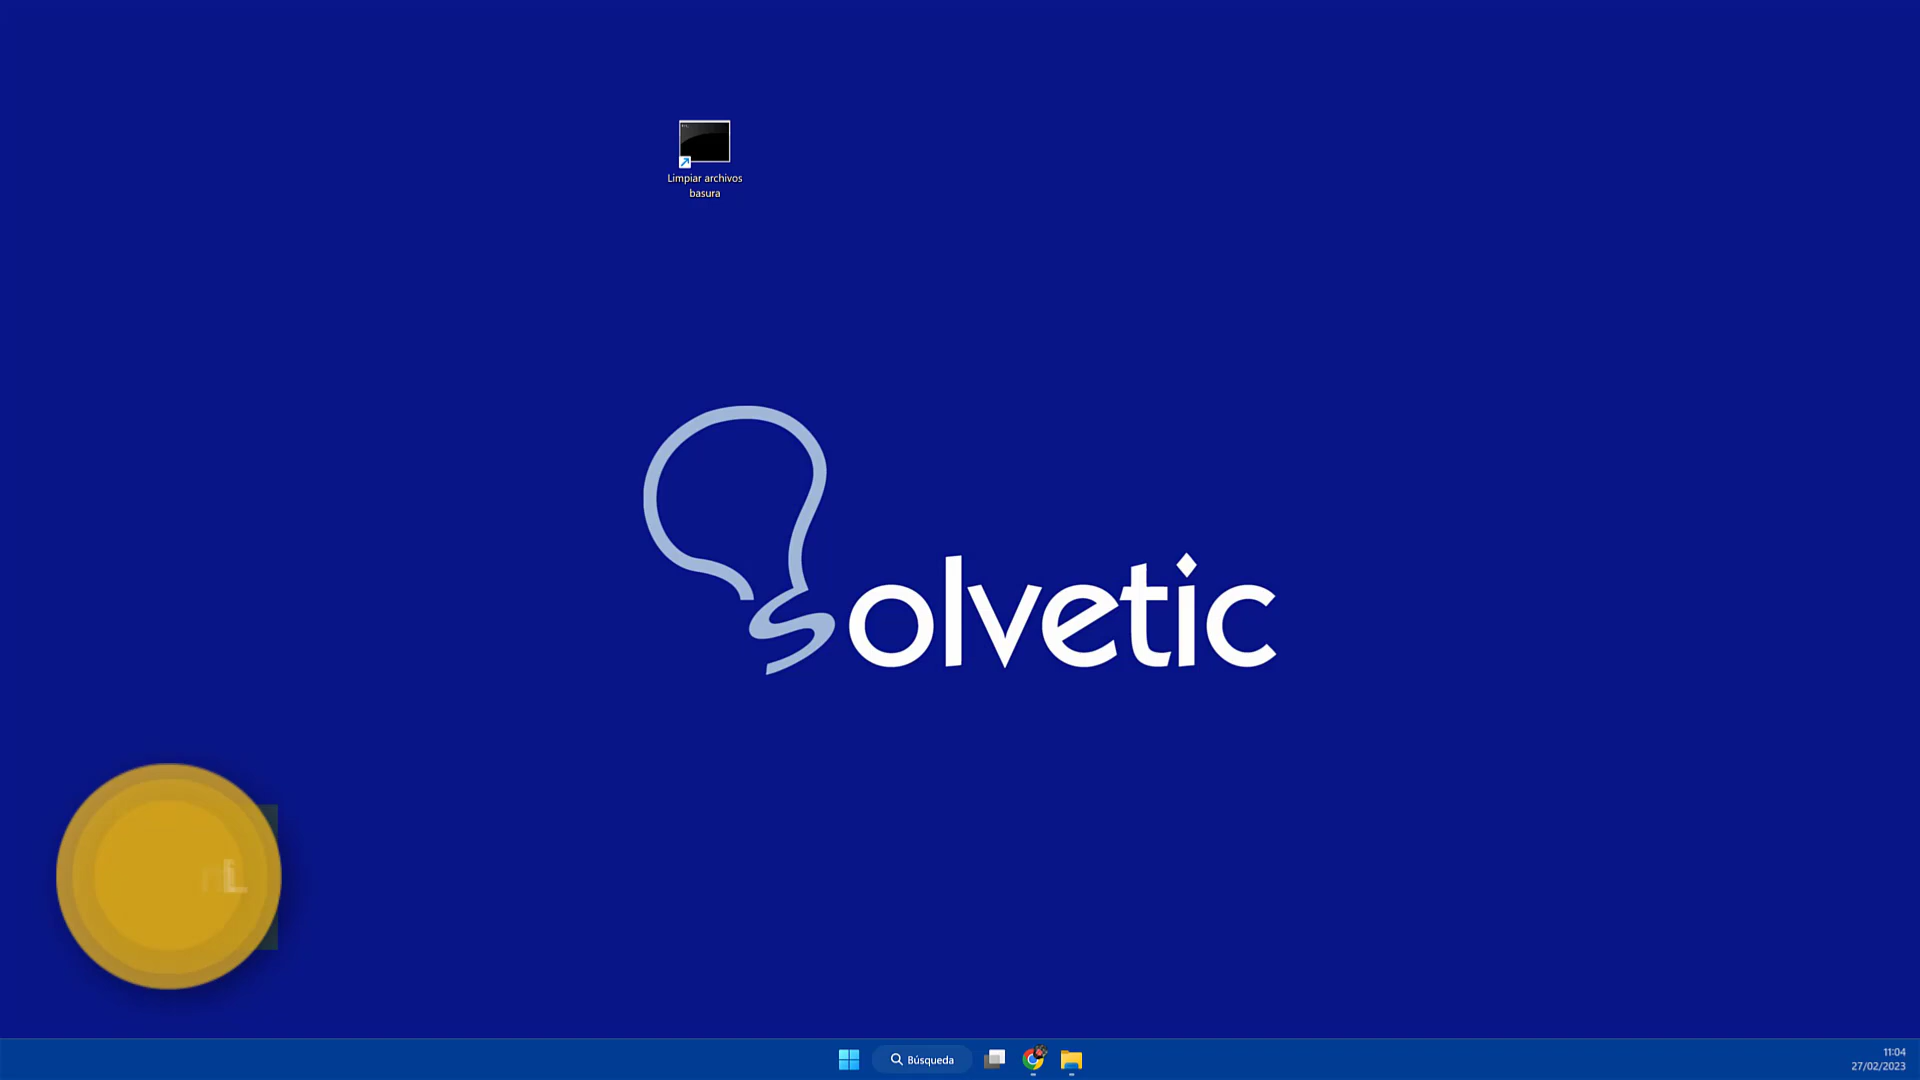 Limpiar archivos
basura
Solvetic
Búsqueda
11:04
27/02/2023